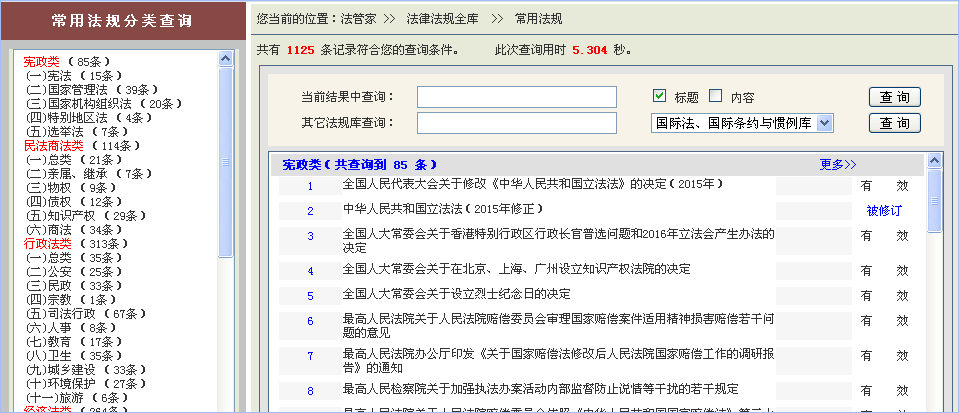 常用法规分类查询
宪政类 (85条)
(一)宪法 (15条)
(二)国家管理法 (39条)
(三)国家机构组织法 (20条)
(四)特别地区法 (4条)
(五)选举法 (7条)
民法商法类 (114条)
(一)总类 (21条)
(二)亲属、继承 (7条)
(三)物权 (9条)
(四)债权 (12条)
(五)知识产权 (29条)
(六)商法 (34条)
行政法类 (313条)
(一)总类 (35条)
(二)公安 (25条)
(三)民政 (33条)
(四)宗教 (1条)
(五)司法行政 (67条)
(六)人事 (8条)
(七)教育 (17条)
(八)卫生 (35条)
(九)城乡建设 (33条)
(十)环境保护 (27条)
(十一)旅游 (6条)
经济法类 (264条)
您当前的位置：法管家 >> 法律法规全库 >> 常用法规
共有 1125 条记录符合您的查询条件。 此次查询用时 5.304 秒。
当前结果中查询： 标题 内容 查 询
其它法规库查询： 国际法、国际条约与惯例库 查 询
宪政类(共查询到 85 条) 更多>>
1 全国人民代表大会关于修改《中华人民共和国立法法》的决定(2015年) 有 效
2 中华人民共和国立法法(2015年修正) 被修订
3 全国人大常委会关于香港特别行政区行政长官普选问题和2016年立法会产生办法的 有 效
决定
4 全国人大常委会关于在北京、上海、广州设立知识产权法院的决定 有 效
5 全国人大常委会关于设立烈士纪念日的决定 有 效
6 最高人民法院关于人民法院赔偿委员会审理国家赔偿案件适用精神损害赔偿若干问 有 效
题的意见
7 最高人民法院办公厅印发《关于国家赔偿法修改后人民法院国家赔偿工作的调研报 有 效
告》的通知
8 最高人民检察院关于加强执法办案活动内部监督防止说情等干扰的若干规定 有 效